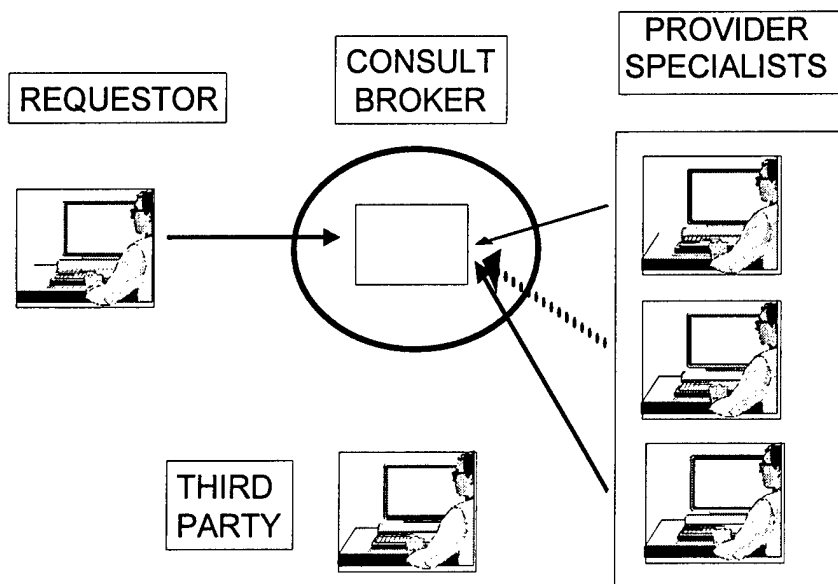 REQUESTOR
CONSULT
BROKER
PROVIDER
SPECIALISTS
THIRD
PARTY